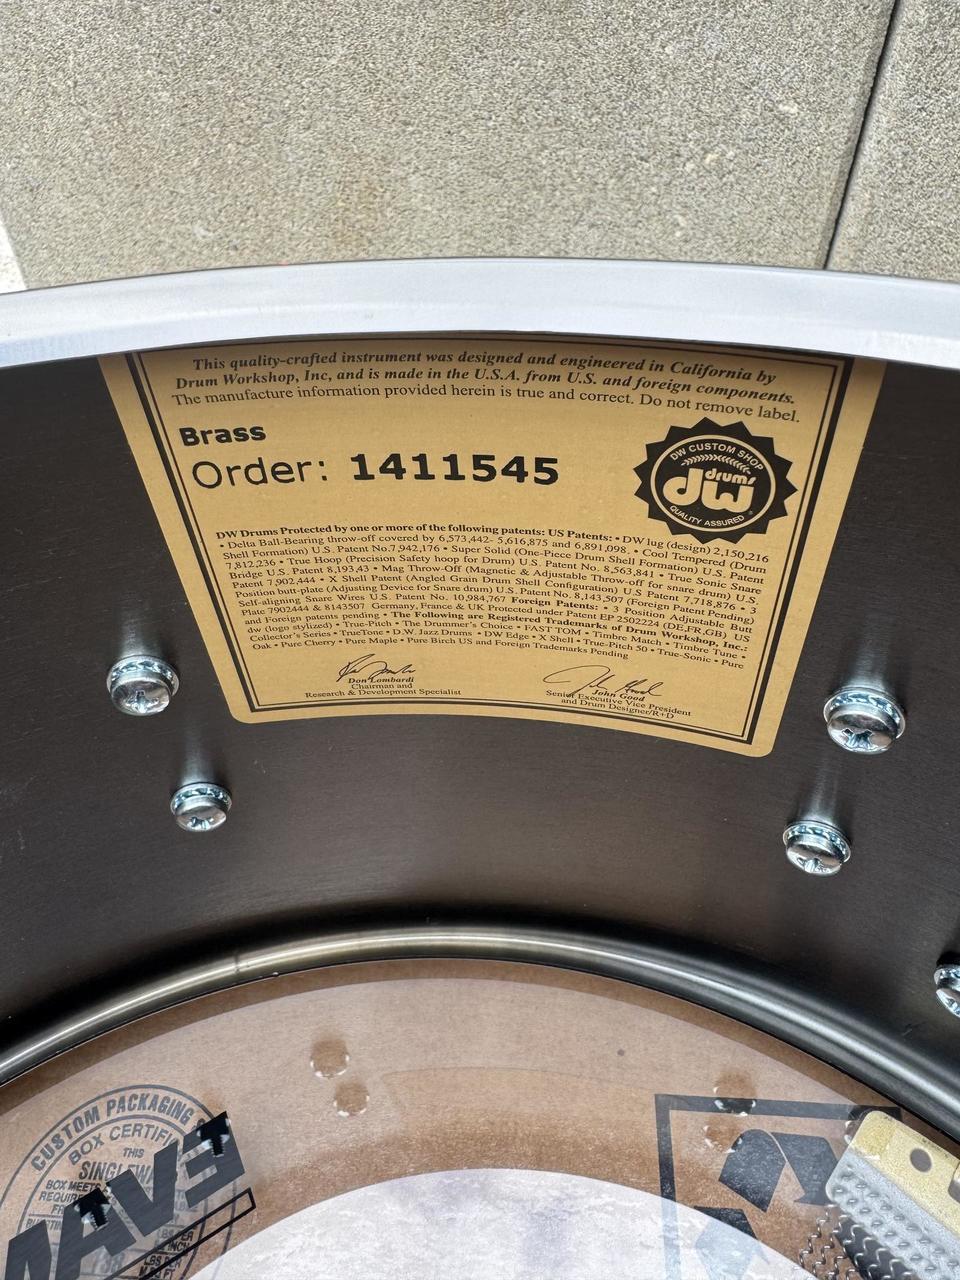 This quality-crafted instrument was designed and engineered in California by
Drum Workshop, Inc, and is made in the U.S.A. from U.S. and foreign components.
The manufacture information provided herein is true and correct. Do not remove label.
Brass
Order: 1411545
DW CUSTOM SHOP
drums
dw
QUALITY ASSURED ®
DW Drums Protected by one or more of the following patents: US Patents: • DW lug (design) 2,150,216
• Delta Ball-Bearing throw-off covered by 6,573,442- 5,616,875 and 6,891,098, • Cool Tempered (Drum
Shell Formation) U.S. Patent No.7,942,176 • Super Solid (One-Piece Drum Shell Formation) U.S. Patent
7,812,236 • True Hoop (Precision Safety hoop for Drum) U.S. Patent No. 8,563,841 • True Sonic Snare
Bridge U.S. Patent 8,193,43 • Mag Throw-Off (Magnetic & Adjustable Throw-off for snare drum) U.S
Patent 7,902,444 • X Shell Patent (Angled Grain Drum Shell Configuration) U.S Patent 7,718,876 • 3
Position butt-plate (Adjusting Device for Snare drum) U.S. Patent No. 8,143,507 (Foreign Patent Pending)
Self-aligning Snare Wires U.S. Patent No. 10,984,767 Foreign Patents: • 3 Position Adjustable Butt
Plate 7902444 & 8143507 Germany, France & UK Protected under Patent EP 2502224 (DE,FR,GB) US
and Foreign patents pending • The Following are Registered Trademarks of Drum Workshop, Inc.:
dw (logo stylized) • True-Pitch • The Drummer's Choice • FAST TOM • Timbre Match • Timbre Tune •
Collector's Series • TrueTone • D.W. Jazz Drums • DW Edge • X Shell • True-Pitch 50 • True-Sonic • Pure
Oak • Pure Cherry • Pure Maple • Pure Birch US and Foreign Trademarks Pending
Don Lombardi
Chairman and
Research & Development Specialist
John Good
Senior Executive Vice President
and Drum Designer/R+D
CUSTOM PACKAGING
BOX CERTIFI
THIS
SINGLEWA
BOX MEETS
REQUIRE